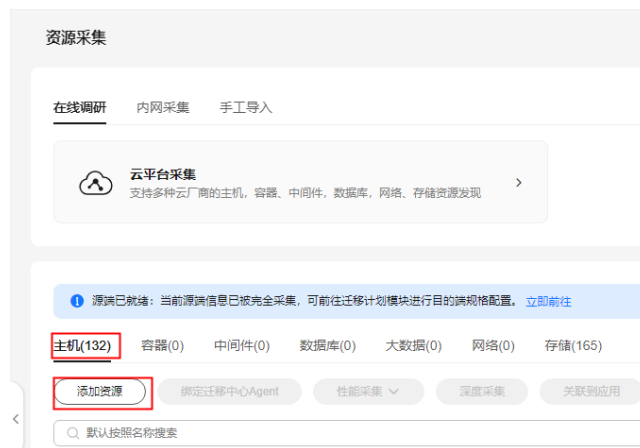 资源采集
在线调研 内网采集 手工导入
云平台采集
支持多种云厂商的主机，容器、中间件，数据库，网络、存储资源发现
源端已就绪：当前源端信息已被完全采集，可前往迁移计划模块进行目的端规格配置。 立即前往
主机(132) 容器(0) 中间件(0) 数据库(0) 大数据(0) 网络(0) 存储(165)
添加资源 绑定迁移中心Agent 性能采集 深度采集 关联到应用
默认按照名称搜索